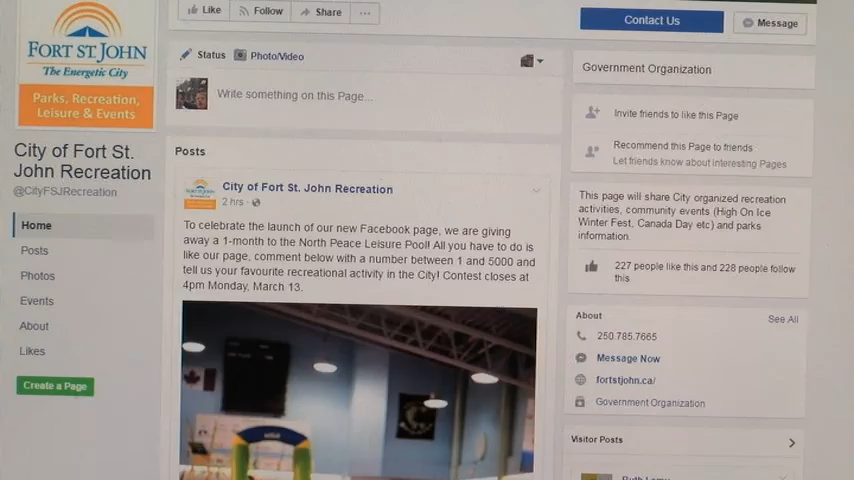 Like
Follow
Share
Contact Us
Message
FORT ST. JOHN
The Energetic City
Parks, Recreation,
Leisure & Events
City of Fort St.
John Recreation
@CityFSJRecreation
Home
Posts
Photos
Events
About
Likes
Create a Page
Status
Photo/Video
Write something on this Page...
Posts
City of Fort St. John Recreation
2 hrs
To celebrate the launch of our new Facebook page, we are giving
away a 1-month to the North Peace Leisure Pool! All you have to do is
like our page, comment below with a number between 1 and 5000 and
tell us your favourite recreational activity in the City! Contest closes at
4pm Monday, March 13.
Government Organization
Invite friends to like this Page
Recommend this Page to friends
Let friends know about interesting Pages
This page will share City organized recreation
activities, community events (High On Ice
Winter Fest, Canada Day etc) and parks
information.
227 people like this and 228 people follow
this
About
See All
250.785.7665
Message Now
fortstjohn.ca/
Government Organization
Visitor Posts